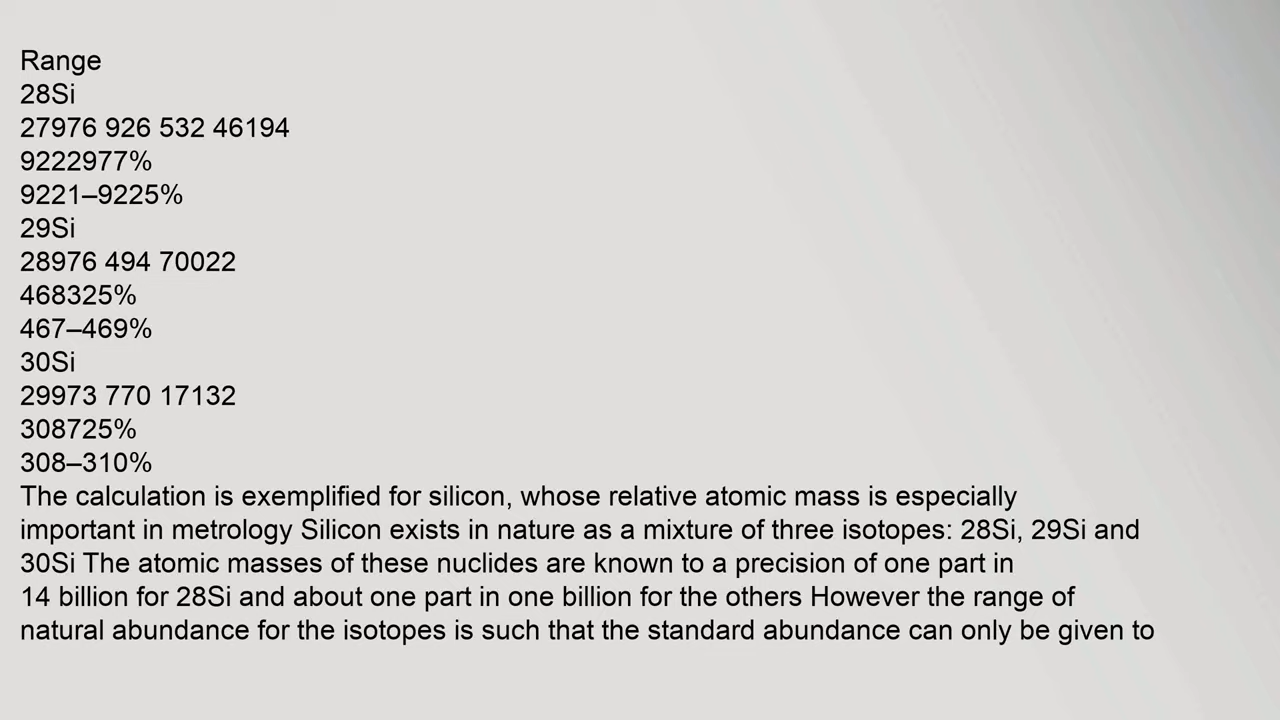 Range
28Si
27976 926 532 46194
9222977%
9221–9225%
29Si
28976 494 70022
468325%
467–469%
30Si
29973 770 17132
308725%
308–310%
The calculation is exemplified for silicon, whose relative atomic mass is especially
important in metrology Silicon exists in nature as a mixture of three isotopes: 28Si, 29Si and
30Si The atomic masses of these nuclides are known to a precision of one part in
14 billion for 28Si and about one part in one billion for the others However the range of
natural abundance for the isotopes is such that the standard abundance can only be given to